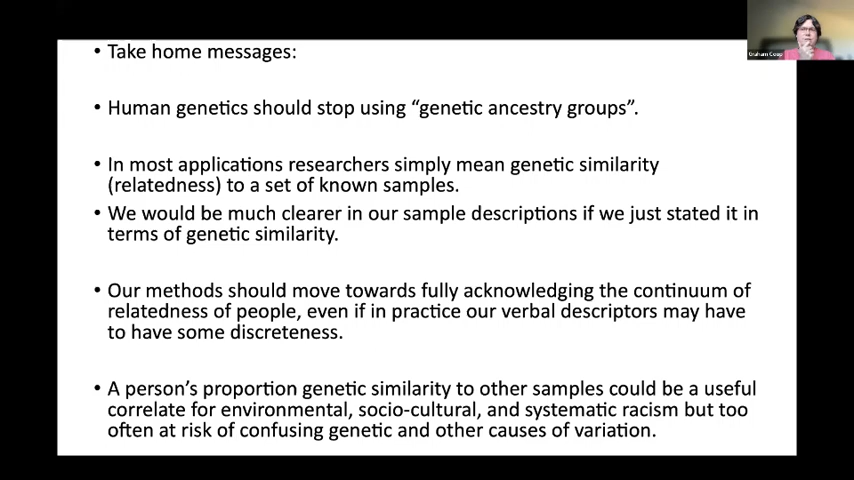 • Take home messages:
• Human genetics should stop using “genetic ancestry groups”.
• In most applications researchers simply mean genetic similarity
(relatedness) to a set of known samples.
• We would be much clearer in our sample descriptions if we just stated it in
terms of genetic similarity.
• Our methods should move towards fully acknowledging the continuum of
relatedness of people, even if in practice our verbal descriptors may have
to have some discreteness.
• A person’s proportion genetic similarity to other samples could be a useful
correlate for environmental, socio-cultural, and systematic racism but too
often at risk of confusing genetic and other causes of variation.
Graham Coop